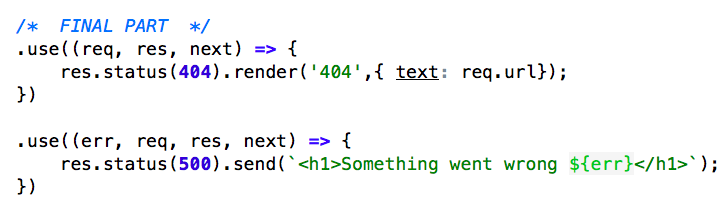 /*  FINAL PART  */
.use((req, res, next) => {
    res.status(404).render('404',{ text: req.url});
})

.use((err, req, res, next) => {
    res.status(500).send(`<h1>Something went wrong ${err}</h1>`);
})